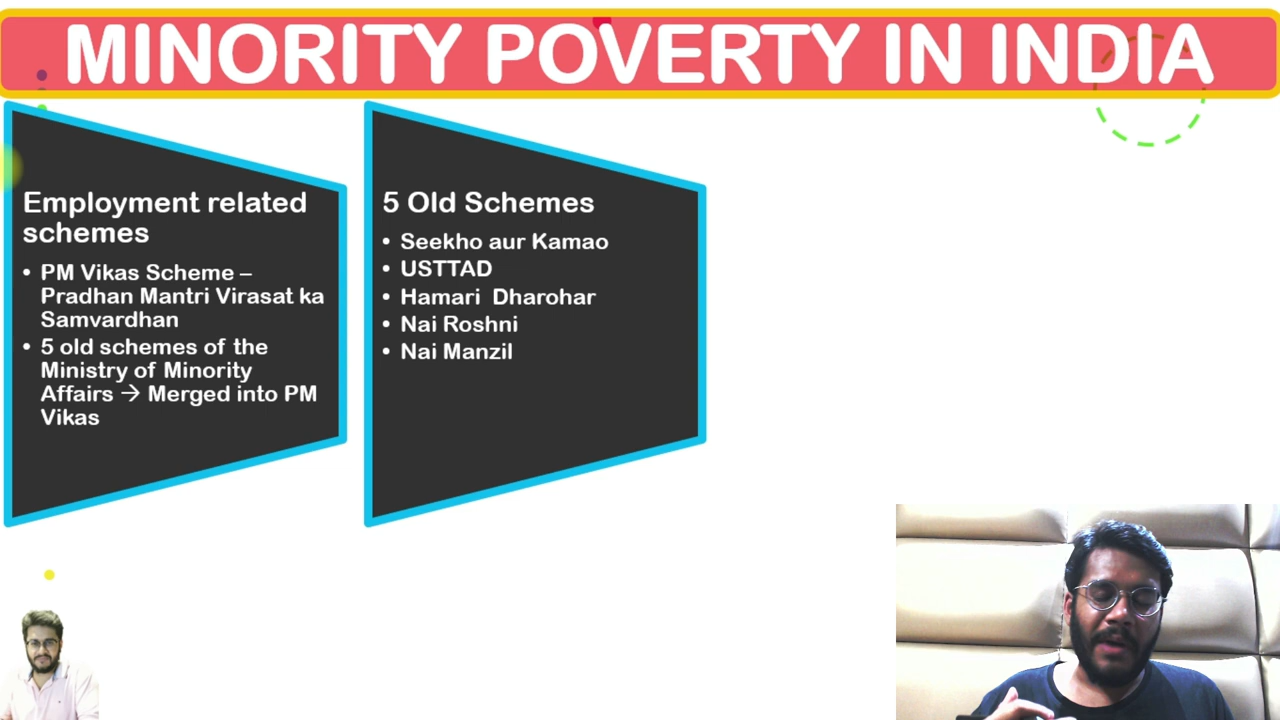 MINORITY POVERTY IN INDIA
Employment related
schemes
• PM Vikas Scheme –
Pradhan Mantri Virasat ka
Samvardhan
• 5 old schemes of the
Ministry of Minority
Affairs → Merged into PM
Vikas
5 Old Schemes
• Seekho aur Kamao
• USTTAD
• Hamari Dharohar
• Nai Roshni
• Nai Manzil